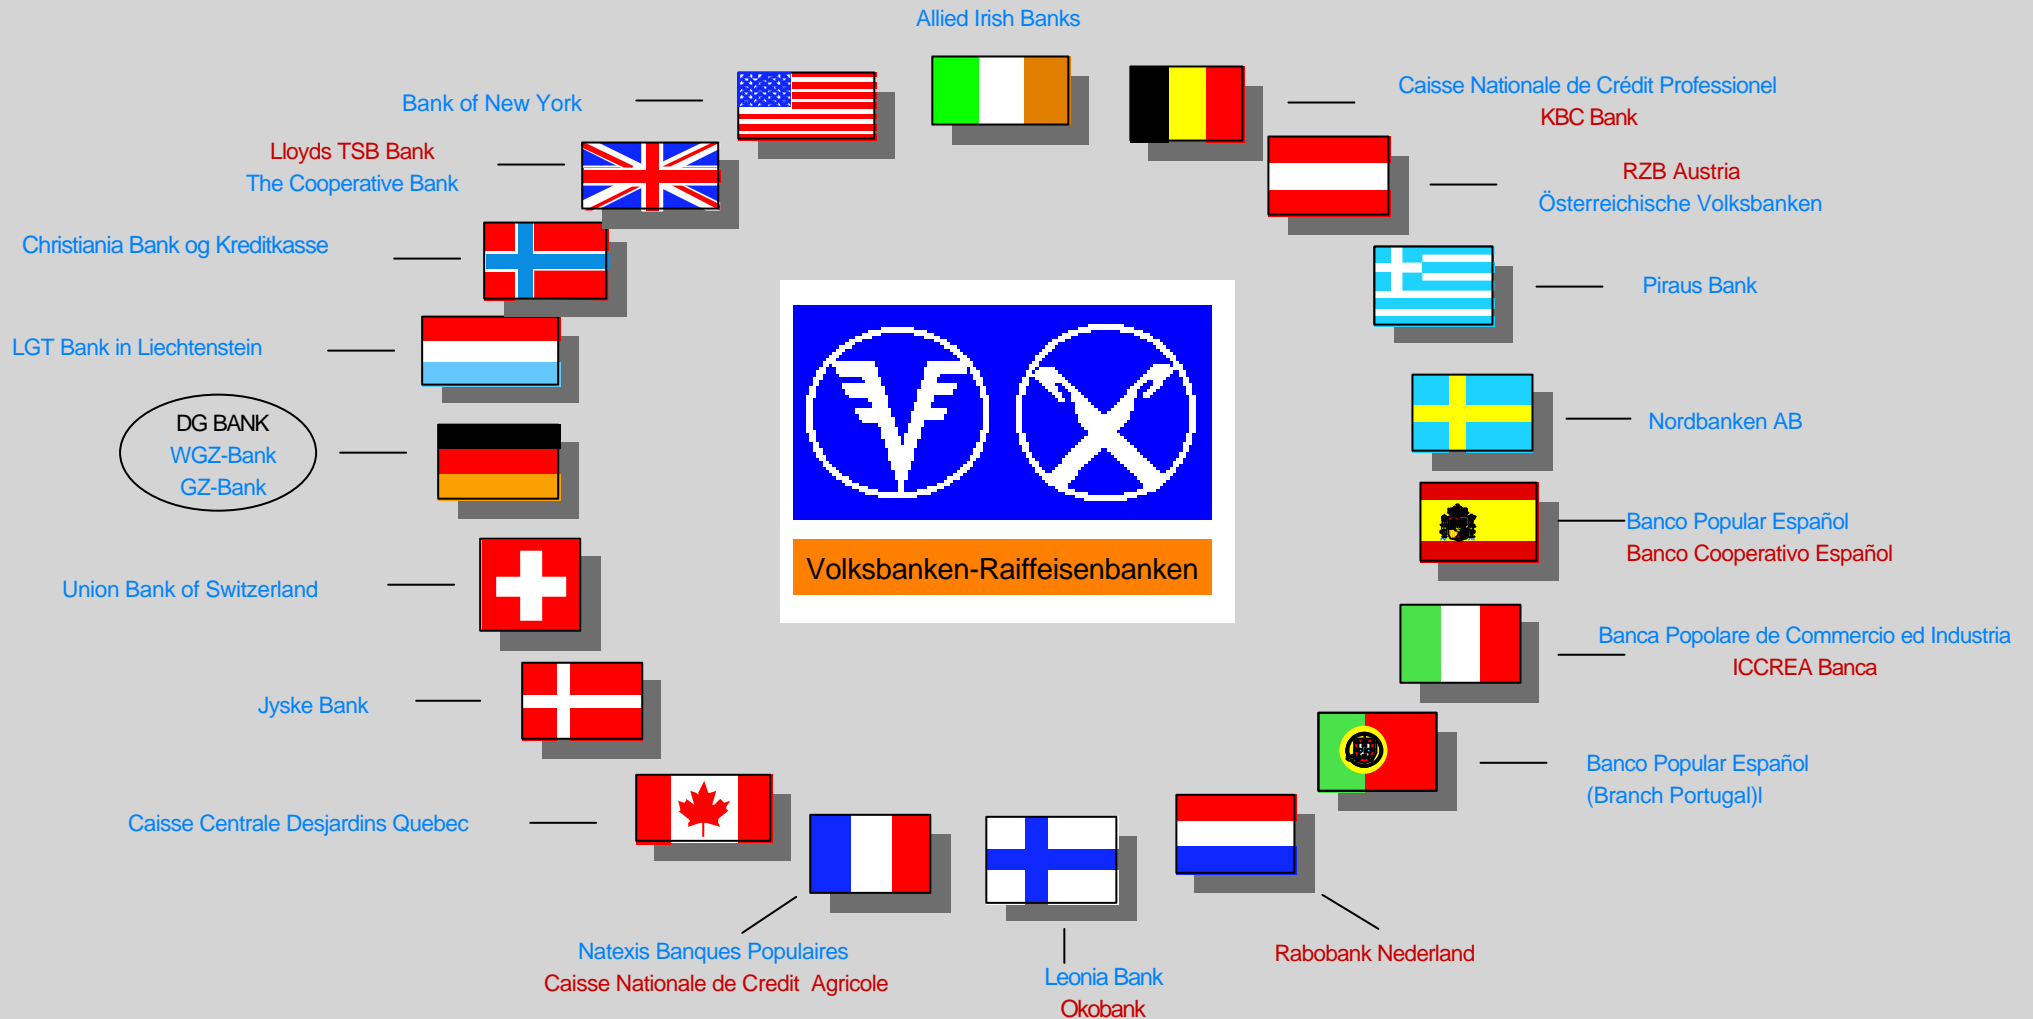 Allied Irish Banks
Bank of New York
Caisse Nationale de Crédit Professionel
KBC Bank
Lloyds TSB Bank
The Cooperative Bank
RZB Austria
Österreichische Volksbanken
Christiania Bank og Kreditkasse
Piraus Bank
LGT Bank in Liechtenstein
DG BANK
WGZ-Bank
GZ-Bank
Nordbanken AB
Banco Popular Español
Banco Cooperativo Español
Volksbanken-Raiffeisenbanken
Union Bank of Switzerland
Banca Popolare de Commercio ed Industria
ICCREA Banca
Jyske Bank
Banco Popular Español
(Branch Portugal)l
Caisse Centrale Desjardins Quebec
Natexis Banques Populaires
Caisse Nationale de Credit Agricole
Leonia Bank
Okobank
Rabobank Nederland